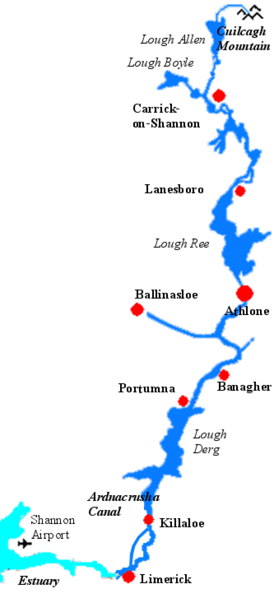 Lough Allen
Cuilcagh
Mountain
Lough Boyle
Carrick-
on-Shannon
Lanesboro
Lough Ree
Ballinasloe
Athlone
Portumna
Banagher
Lough
Derg
Ardnacrusha
Canal
Shannon
Airport
Killaloe
Estuary
Limerick